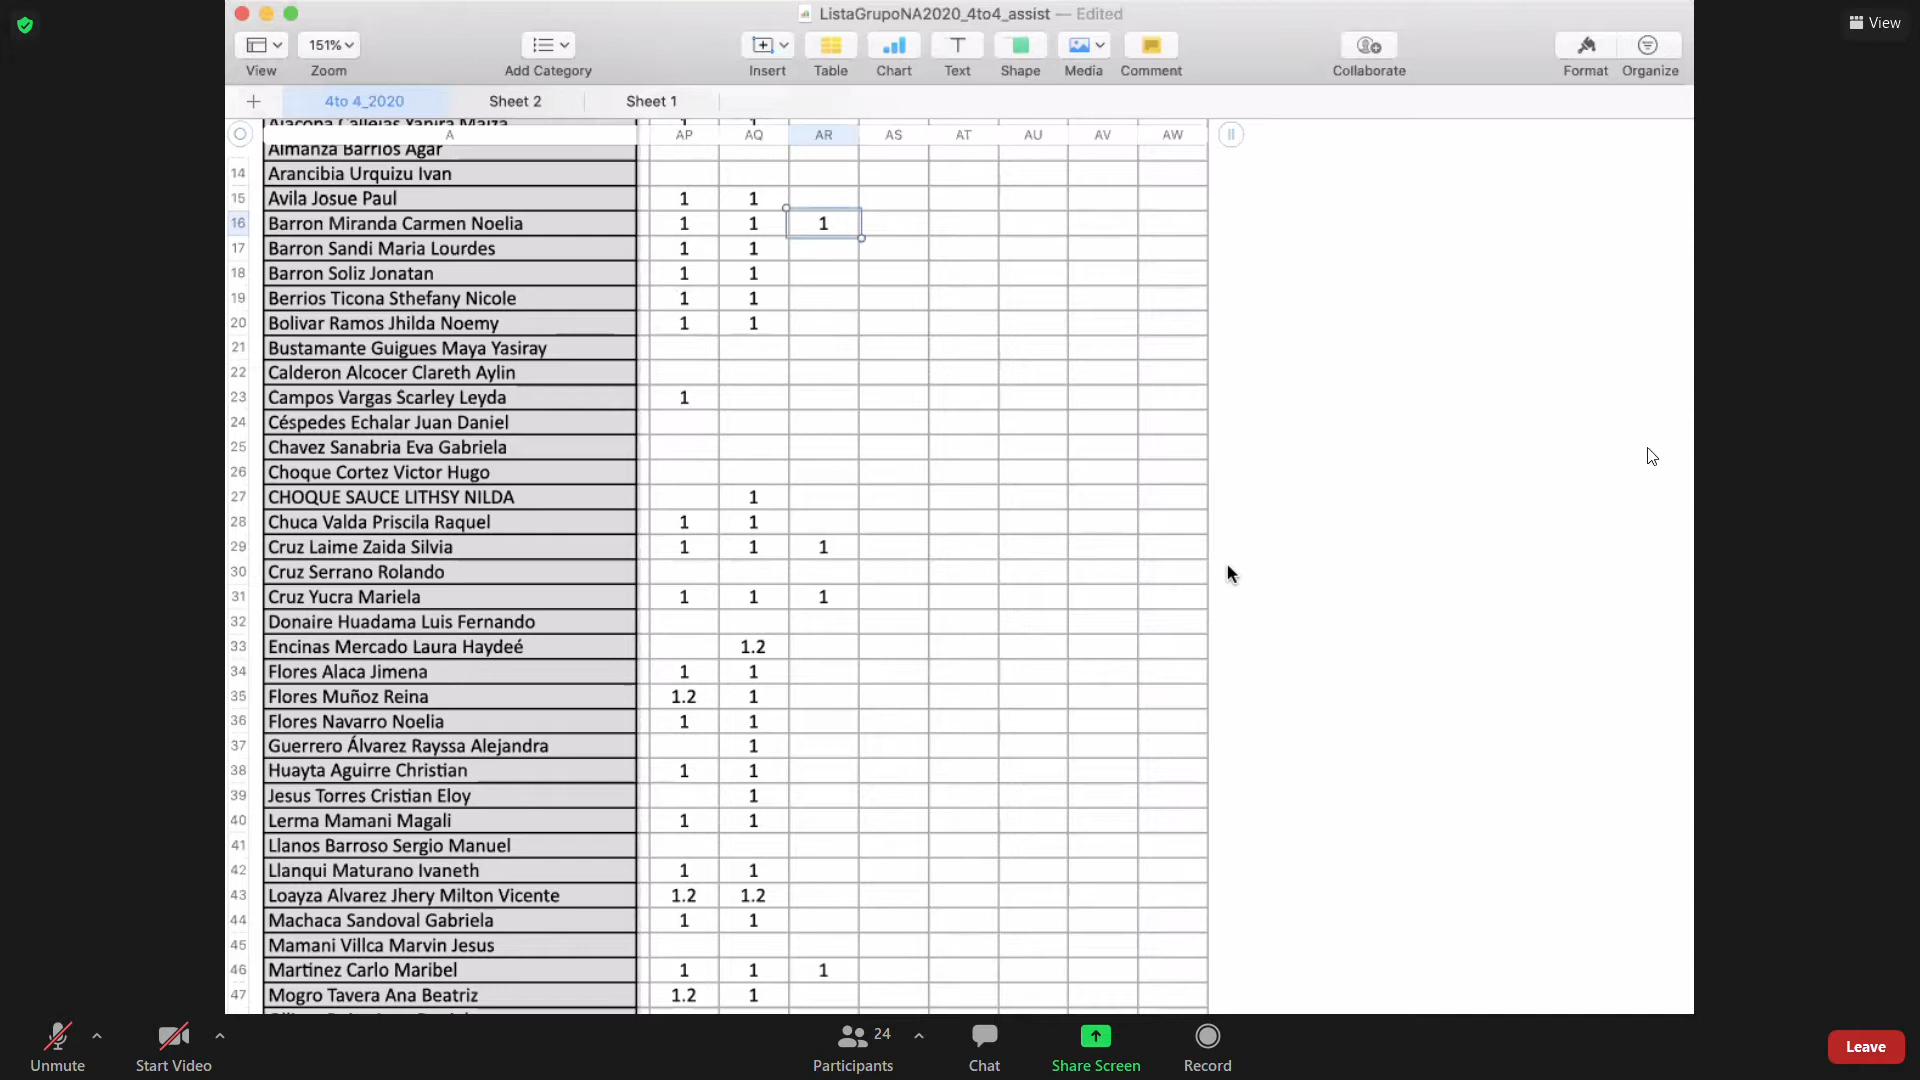 ListaGrupoNA2020_4to4_assist — Edited
View
151%
View Zoom Add Category Insert Table Chart Text Shape Media Comment Collaborate Format Organize
4to 4_2020 Sheet 2 Sheet 1
A AP AQ AR AS AT AU AV AW
Almanza Barrios Agar
14 Arancibia Urquizu Ivan
15 Avila Josue Paul 1 1
16 Barron Miranda Carmen Noelia 1 1 1
17 Barron Sandi Maria Lourdes 1 1
18 Barron Soliz Jonatan 1 1
19 Berrios Ticona Sthefany Nicole 1 1
20 Bolivar Ramos Jhilda Noemy 1 1
21 Bustamante Guigues Maya Yasiray
22 Calderon Alcocer Clareth Aylin
23 Campos Vargas Scarley Leyda 1
24 Céspedes Echalar Juan Daniel
25 Chavez Sanabria Eva Gabriela
26 Choque Cortez Victor Hugo
27 CHOQUE SAUCE LITHSY NILDA 1
28 Chuca Valda Priscila Raquel 1 1
29 Cruz Laime Zaida Silvia 1 1 1
30 Cruz Serrano Rolando
31 Cruz Yucra Mariela 1 1 1
32 Donaire Huadama Luis Fernando
33 Encinas Mercado Laura Haydeé 1.2
34 Flores Alaca Jimena 1 1
35 Flores Muñoz Reina 1.2 1
36 Flores Navarro Noelia 1 1
37 Guerrero Álvarez Rayssa Alejandra 1
38 Huayta Aguirre Christian 1 1
39 Jesus Torres Cristian Eloy 1
40 Lerma Mamani Magali 1 1
41 Llanos Barroso Sergio Manuel
42 Llanqui Maturano Ivaneth 1 1
43 Loayza Alvarez Jhery Milton Vicente 1.2 1.2
44 Machaca Sandoval Gabriela 1 1
45 Mamani Villca Marvin Jesus
46 Martinez Carlo Maribel 1 1 1
47 Mogro Tavera Ana Beatriz 1.2 1
24
Unmute Start Video Participants Chat Share Screen Record Leave